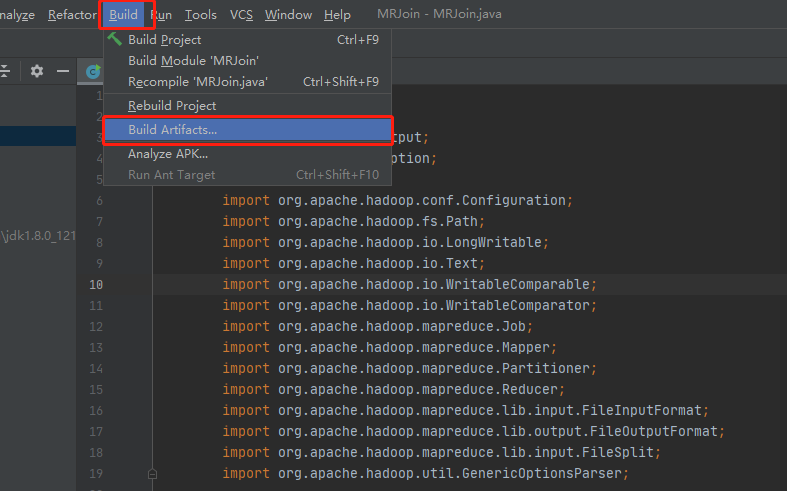 nalyze Refactor Build Run Tools VCS Window Help MRJoin - MRJoin.java
Build Project Ctrl+F9
Build Module 'MRJoin'
Recompile 'MRJoin.java' Ctrl+Shift+F9
Rebuild Project
Build Artifacts...
Analyze APK...
Run Ant Target Ctrl+Shift+F10
\jdk1.8.0_121
1
3 put;
4 ption;
5
6 import org.apache.hadoop.conf.Configuration;
7 import org.apache.hadoop.fs.Path;
8 import org.apache.hadoop.io.LongWritable;
9 import org.apache.hadoop.io.Text;
10 import org.apache.hadoop.io.WritableComparable;
11 import org.apache.hadoop.io.WritableComparator;
12 import org.apache.hadoop.mapreduce.Job;
13 import org.apache.hadoop.mapreduce.Mapper;
14 import org.apache.hadoop.mapreduce.Partitioner;
15 import org.apache.hadoop.mapreduce.Reducer;
16 import org.apache.hadoop.mapreduce.lib.input.FileInputFormat;
17 import org.apache.hadoop.mapreduce.lib.output.FileOutputFormat;
18 import org.apache.hadoop.mapreduce.lib.input.FileSplit;
19 import org.apache.hadoop.util.GenericOptionsParser;